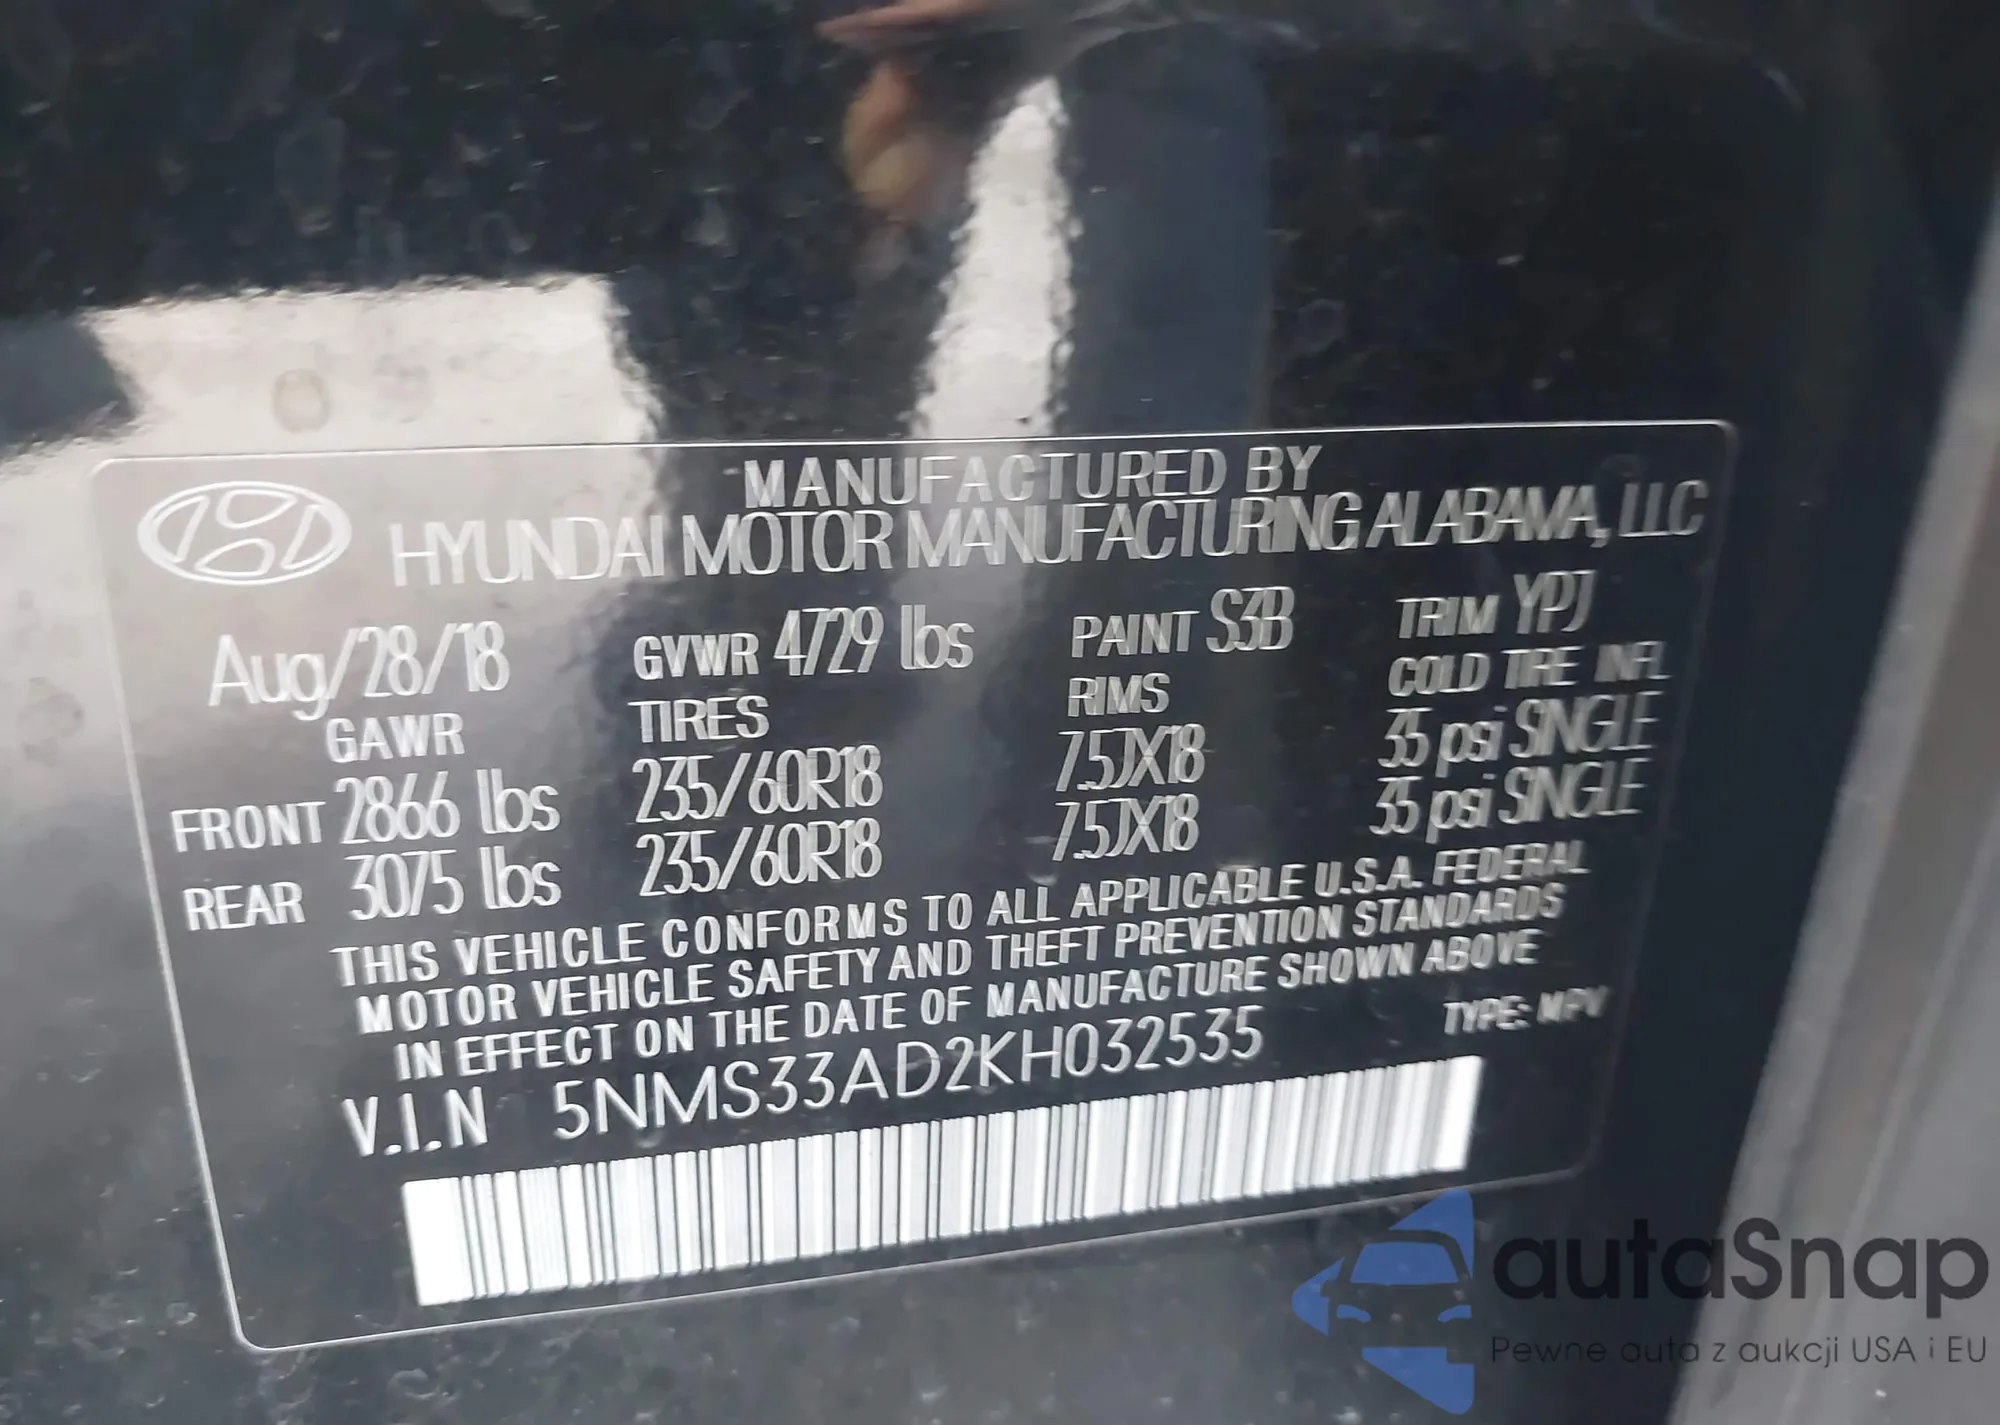 MANUFACTURED BY
HYUNDAI MOTOR MANUFACTURING ALABAMA, LLC
Aug/28/18 GVWR 4729 lbs PAINT S3B TRIM YPJ
GAWR TIRES RIMS COLD TIRE INFL
FRONT 2866 lbs 235/60R18 7.5JX18 35 psi SINGLE
REAR 3075 lbs 235/60R18 7.5JX18 35 psi SINGLE
THIS VEHICLE CONFORMS TO ALL APPLICABLE U.S.A. FEDERAL
MOTOR VEHICLE SAFETY AND THEFT PREVENTION STANDARDS
IN EFFECT ON THE DATE OF MANUFACTURE SHOWN ABOVE
V.I.N 5NMS33AD2KH032535 TYPE: MPV
autaSnap
Pewne auta z aukcji USA i EU